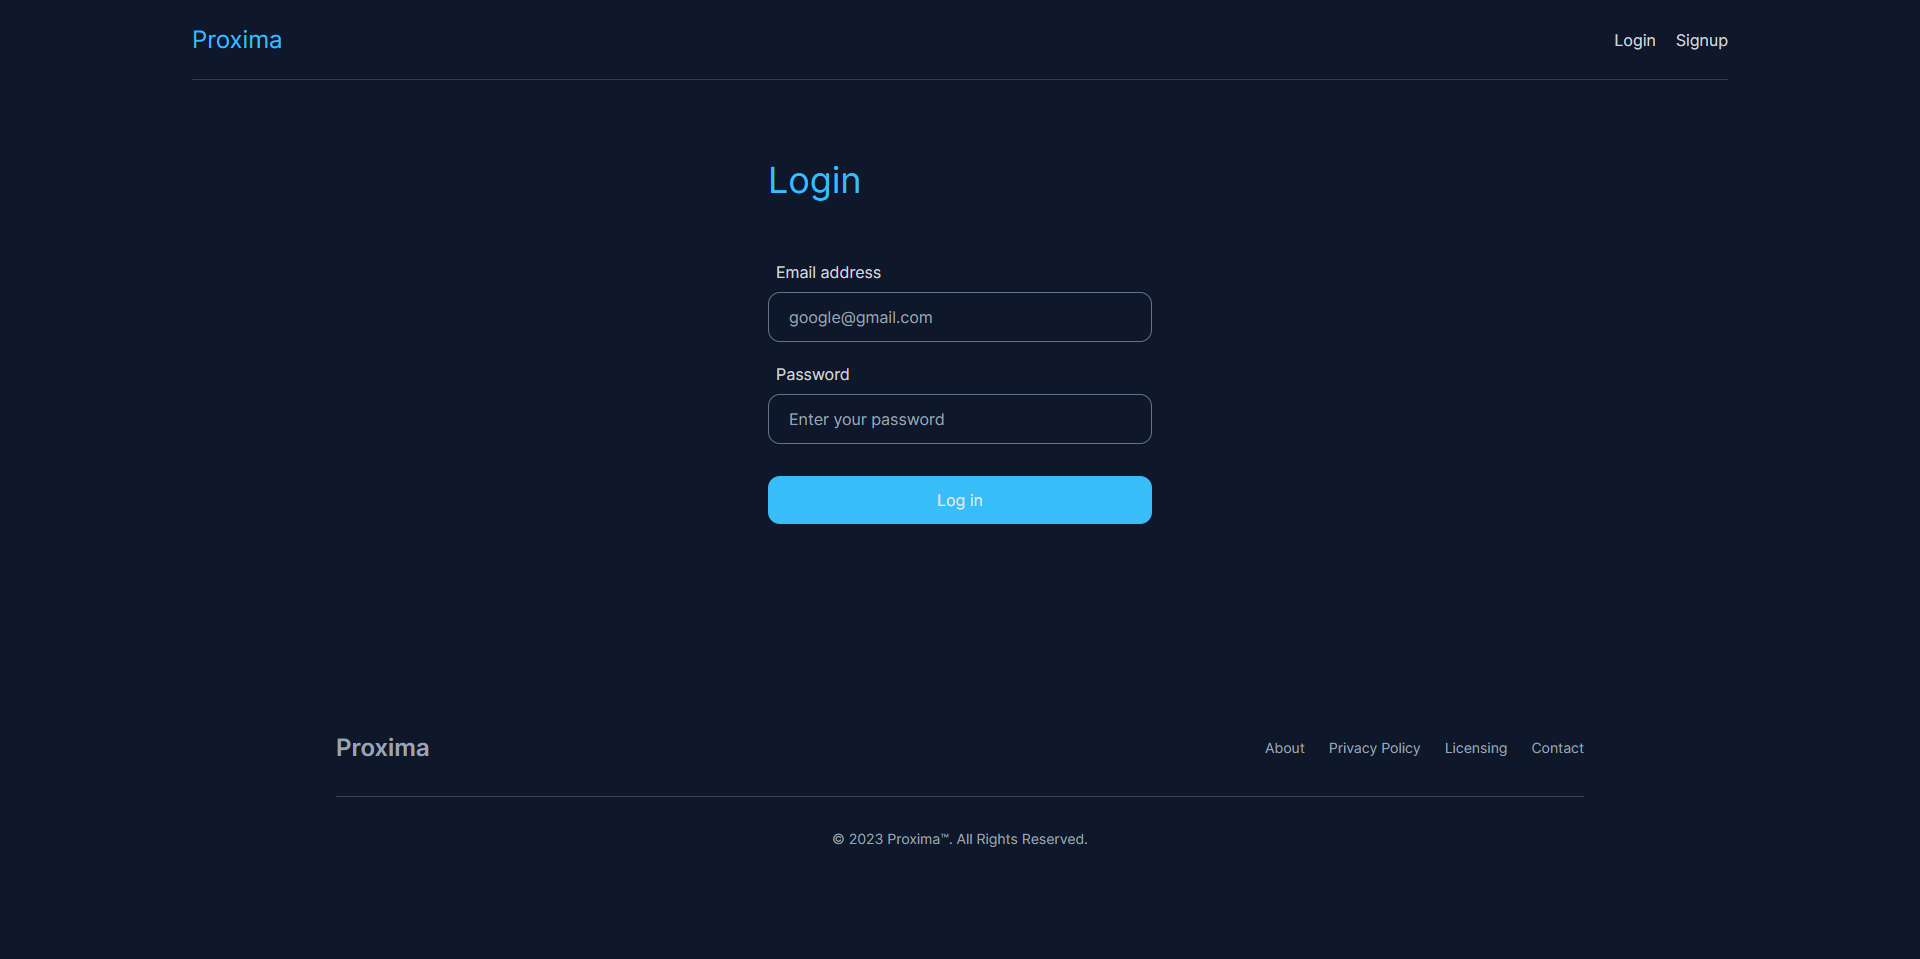 Proxima
Login Signup
Login
Email address
google@gmail.com
Password
Enter your password
Log in
Proxima
About Privacy Policy Licensing Contact
© 2023 Proxima™. All Rights Reserved.